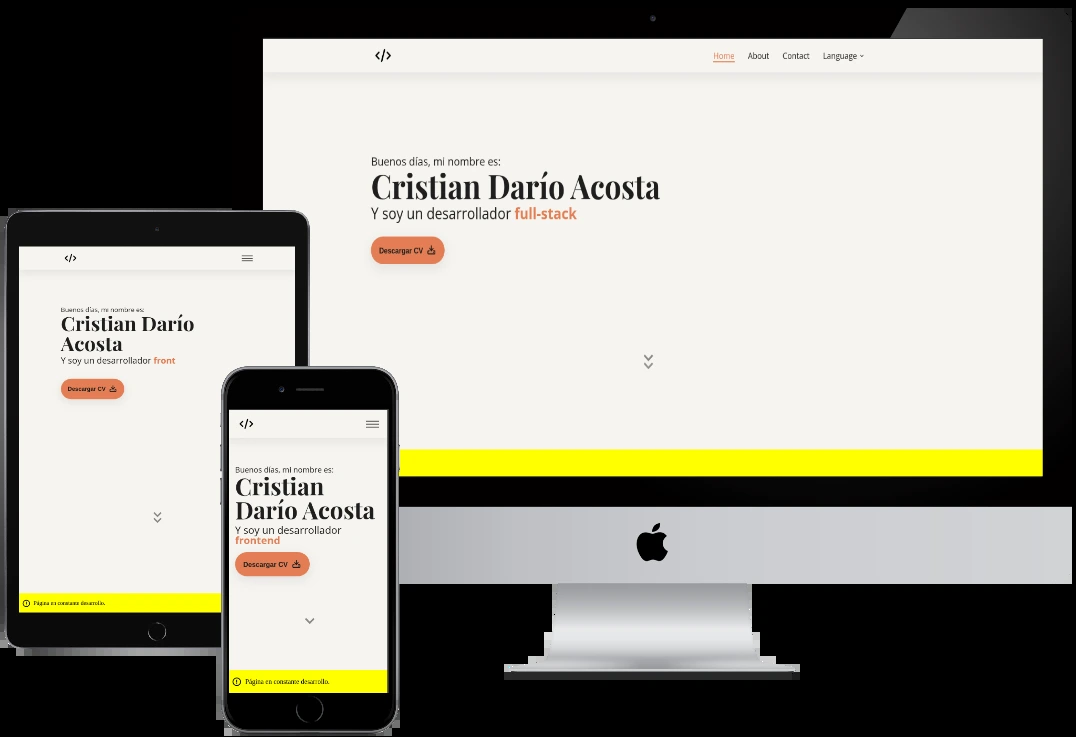 </>
Home About Contact Language
Buenos días, mi nombre es:
Cristian Darío Acosta
Y soy un desarrollador full-stack
Descargar CV
</>
Buenos días, mi nombre es:
Cristian Darío
Acosta
Y soy un desarrollador front
Descargar CV
Página en constante desarrollo.
</>
Buenos días, mi nombre es:
Cristian
Darío Acosta
Y soy un desarrollador
frontend
Descargar CV
Página en constante desarrollo.